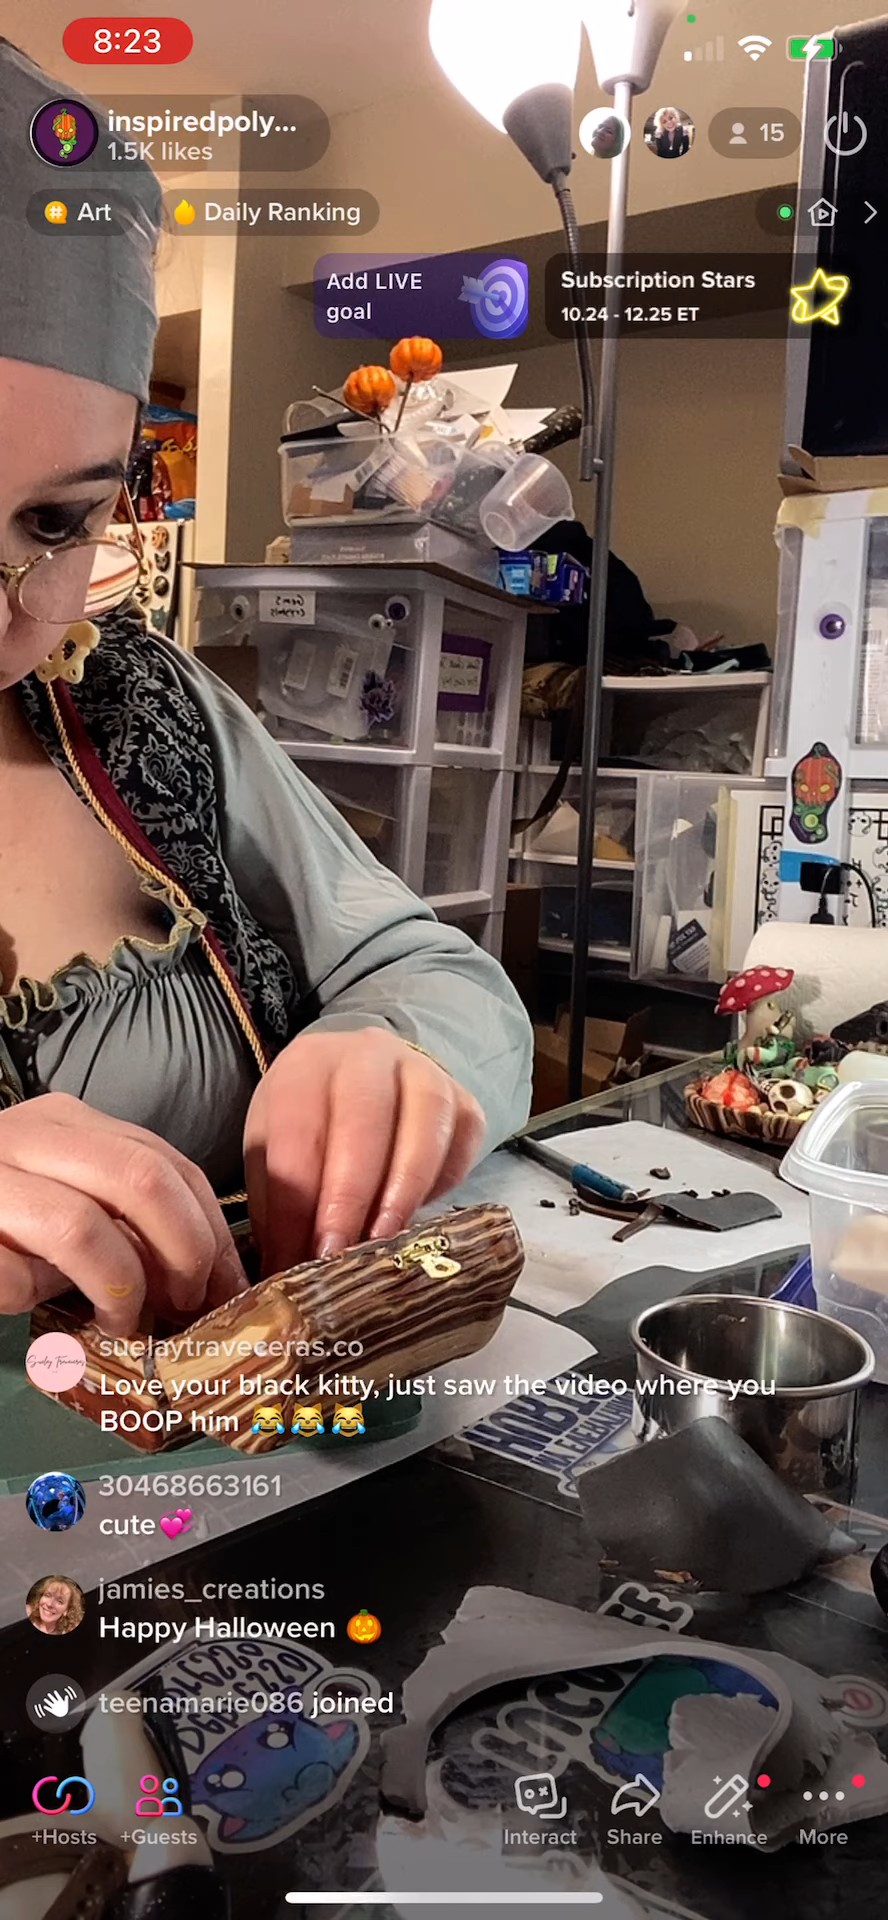 8:23
inspiredpoly...
1.5K likes
15
Art
Daily Ranking
Add LIVE
goal
Subscription Stars
10.24 - 12.25 ET
suelaytraveceras.co
Love your black kitty, just saw the video where you
BOOP him 😹😹😹
30468663161
cute💞
jamies_creations
Happy Halloween 🎃
teenamarie086 joined
+Hosts
+Guests
Interact
Share
Enhance
More